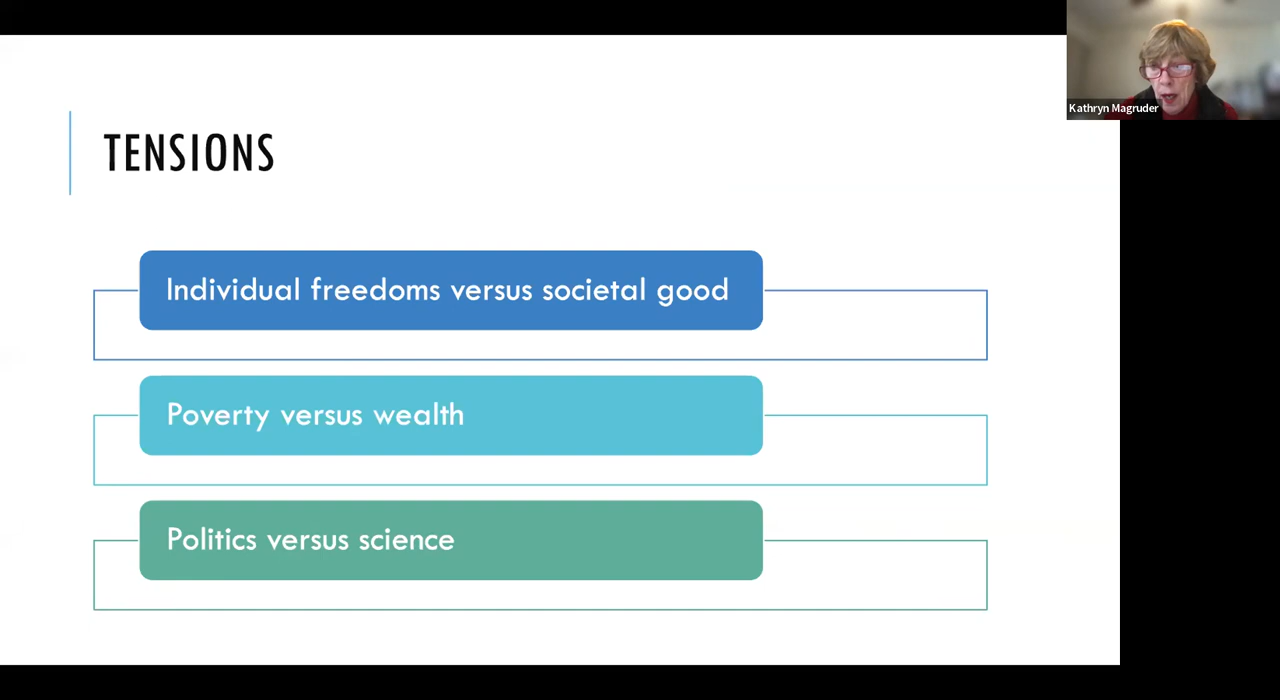 Kathryn Magruder
TENSIONS
Individual freedoms versus societal good
Poverty versus wealth
Politics versus science